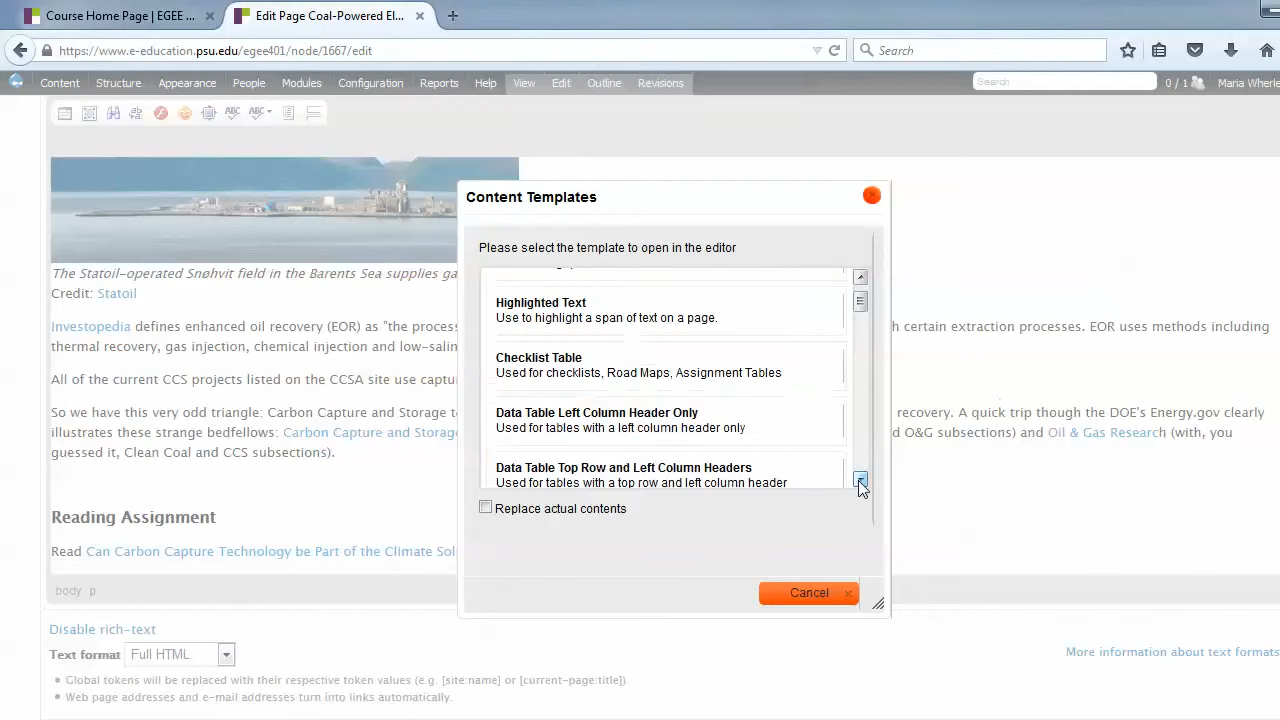 Course Home Page | EGEE ...
Edit Page Coal-Powered El...
https://www.e-education.psu.edu/egee401/node/1667/edit
Search
Content Structure Appearance People Modules Configuration Reports Help View Edit Outline Revisions
Search
0 / 1
Maria Wherle
ABC ABC
Content Templates
Please select the template to open in the editor
Highlighted Text
Use to highlight a span of text on a page.
Checklist Table
Used for checklists, Road Maps, Assignment Tables
Data Table Left Column Header Only
Used for tables with a left column header only
Data Table Top Row and Left Column Headers
Used for tables with a top row and left column header
Replace actual contents
Cancel
The Statoil-operated Snøhvit field in the Barents Sea supplies ga
Credit: Statoil
Investopedia defines enhanced oil recovery (EOR) as "the proces
h certain extraction processes. EOR uses methods including
thermal recovery, gas injection, chemical injection and low-salin
All of the current CCS projects listed on the CCSA site use captu
So we have this very odd triangle: Carbon Capture and Storage t
recovery. A quick trip though the DOE's Energy.gov clearly
illustrates these strange bedfellows: Carbon Capture and Storage
d O&G subsections) and Oil & Gas Research (with, you
guessed it, Clean Coal and CCS subsections).
Reading Assignment
Read Can Carbon Capture Technology be Part of the Climate Sol
body p
Disable rich-text
Text format Full HTML
More information about text formats
Global tokens will be replaced with their respective token values (e.g. [site:name] or [current-page:title]).
Web page addresses and e-mail addresses turn into links automatically.